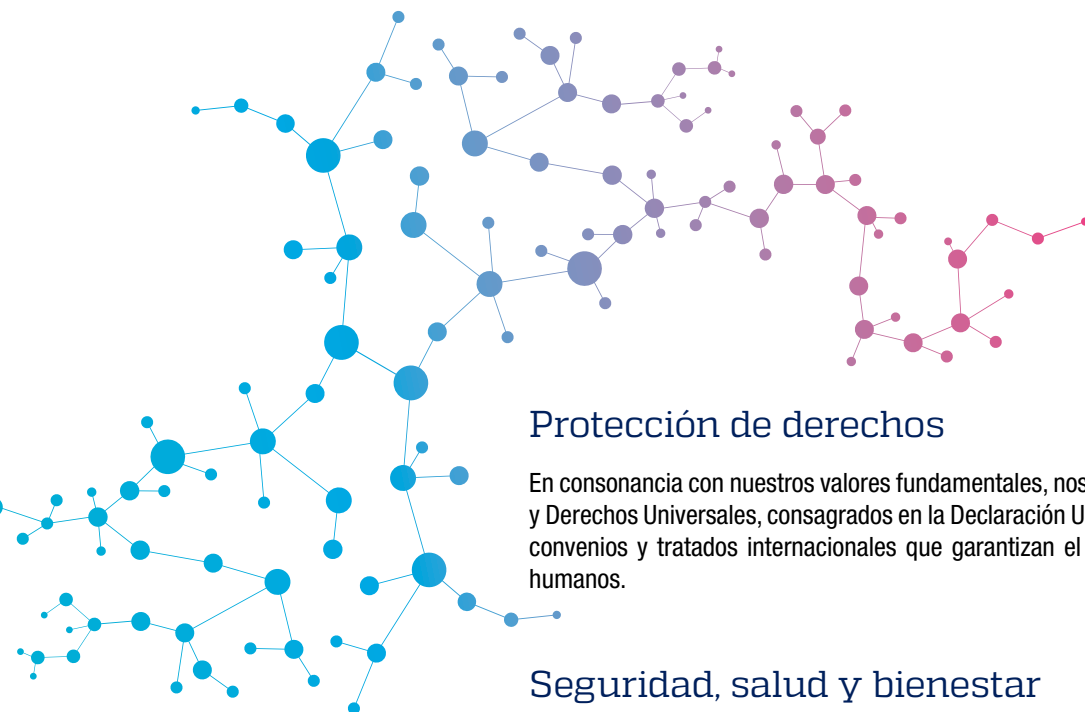 Protección de derechos
En consonancia con nuestros valores fundamentales, nos
y Derechos Universales, consagrados en la Declaración U
convenios y tratados internacionales que garantizan el
humanos.
Seguridad, salud y bienestar